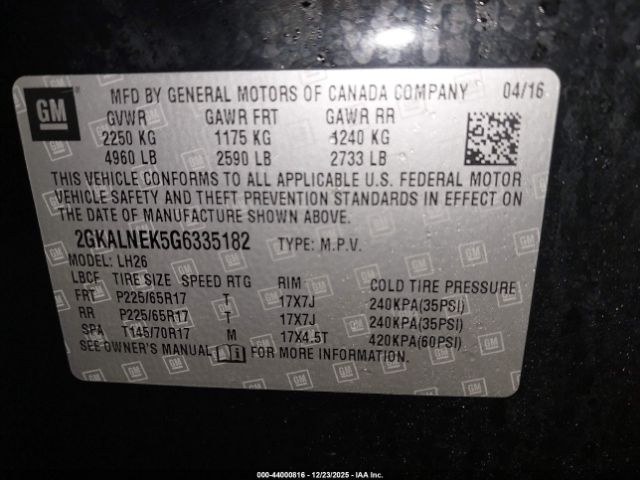 GM
MFD BY GENERAL MOTORS OF CANADA COMPANY 04/16
GVWR GAWR FRT GAWR RR
2250 KG 1175 KG 1240 KG
4960 LB 2590 LB 2733 LB
THIS VEHICLE CONFORMS TO ALL APPLICABLE U.S. FEDERAL MOTOR
VEHICLE SAFETY AND THEFT PREVENTION STANDARDS IN EFFECT ON
THE DATE OF MANUFACTURE SHOWN ABOVE.
2GKALNEK5G6335182 TYPE: M.P.V.
MODEL: LH26
LBCF TIRE SIZE SPEED RTG RIM COLD TIRE PRESSURE
FRT P225/65R17 T 17X7J 240KPA(35PSI)
RR P225/65R17 T 17X7J 240KPA(35PSI)
SPA T145/70R17 M 17X4.5T 420KPA(60PSI)
SEE OWNER'S MANUAL FOR MORE INFORMATION.
000-44000816 - 12/23/2025 - IAA Inc.